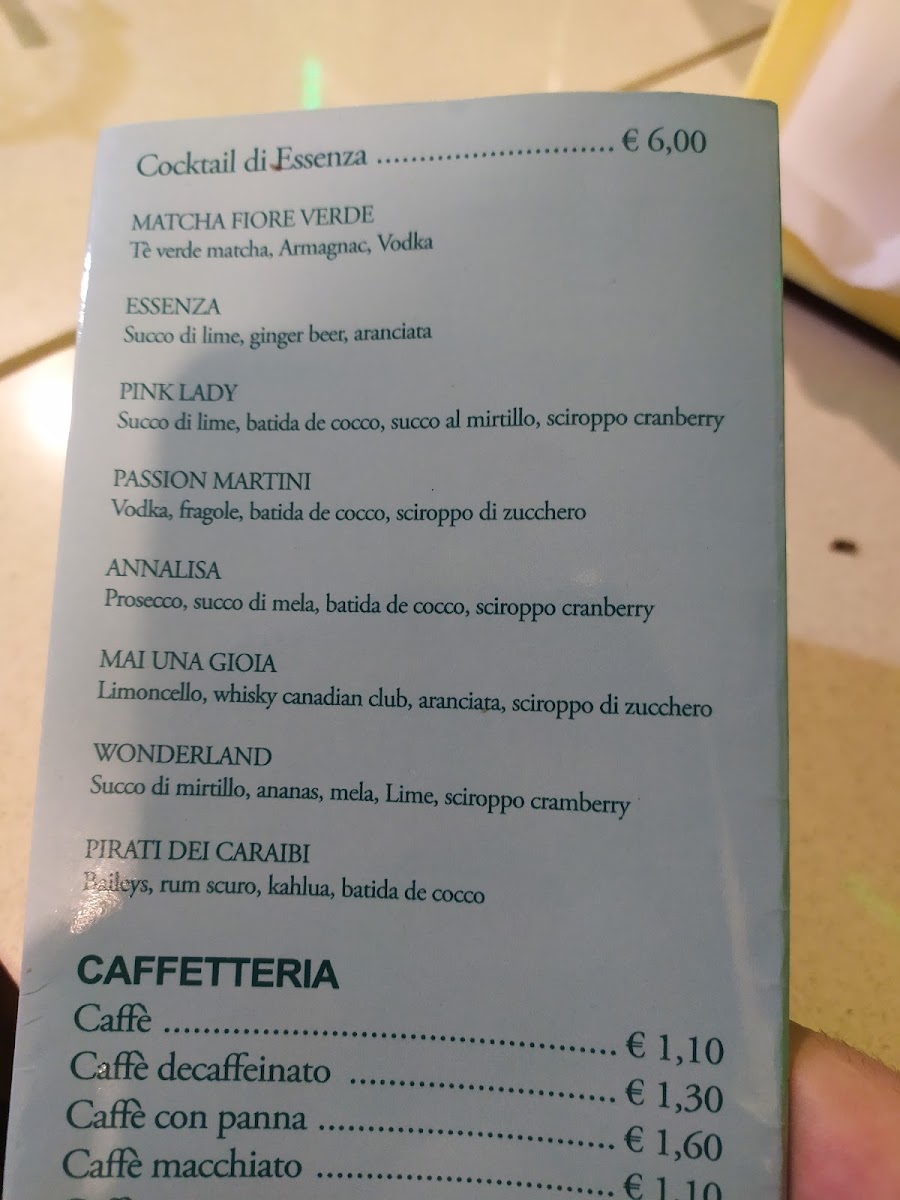 Cocktail di Essenza ............................ € 6,00
MATCHA FIORE VERDE
Tè verde matcha, Armagnac, Vodka
ESSENZA
Succo di lime, ginger beer, aranciata
PINK LADY
Succo di lime, batida de cocco, succo al mirtillo, sciroppo cranberry
PASSION MARTINI
Vodka, fragole, batida de cocco, sciroppo di zucchero
ANNALISA
Prosecco, succo di mela, batida de cocco, sciroppo cranberry
MAI UNA GIOIA
Limoncello, whisky canadian club, aranciata, sciroppo di zucchero
WONDERLAND
Succo di mirtillo, ananas, mela, Lime, sciroppo cramberry
PIRATI DEI CARAIBI
Baileys, rum scuro, kahlua, batida de cocco
CAFFETTERIA
Caffè ................................................ € 1,10
Caffè decaffeinato ............................ € 1,30
Caffè con panna ............................... € 1,60
Caffè macchiato ............................... € 1,10